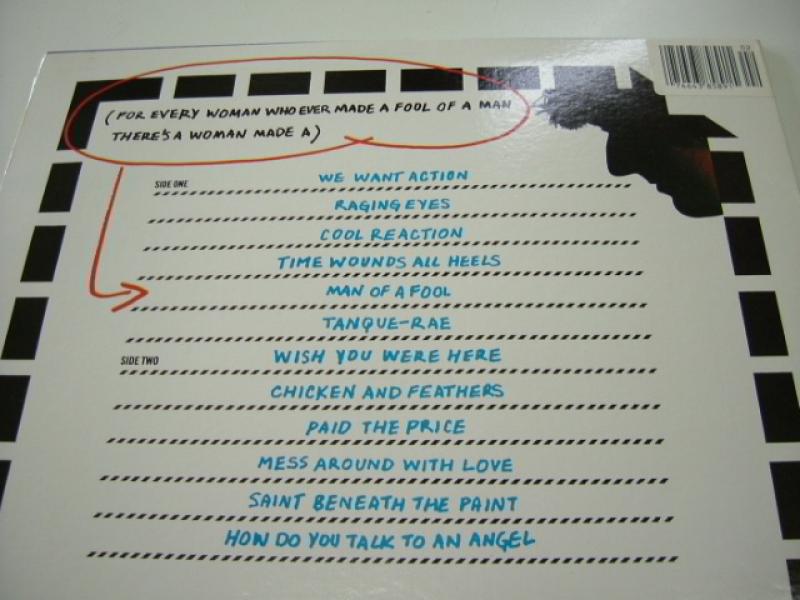 (FOR EVERY WOMAN WHO EVER MADE A FOOL OF A MAN
THERE'S A WOMAN MADE A)
SIDE ONE
WE WANT ACTION
RAGING EYES
COOL REACTION
TIME WOUNDS ALL HEELS
MAN OF A FOOL
TANQUE-RAE
SIDE TWO
WISH YOU WERE HERE
CHICKEN AND FEATHERS
PAID THE PRICE
MESS AROUND WITH LOVE
SAINT BENEATH THE PAINT
HOW DO YOU TALK TO AN ANGEL